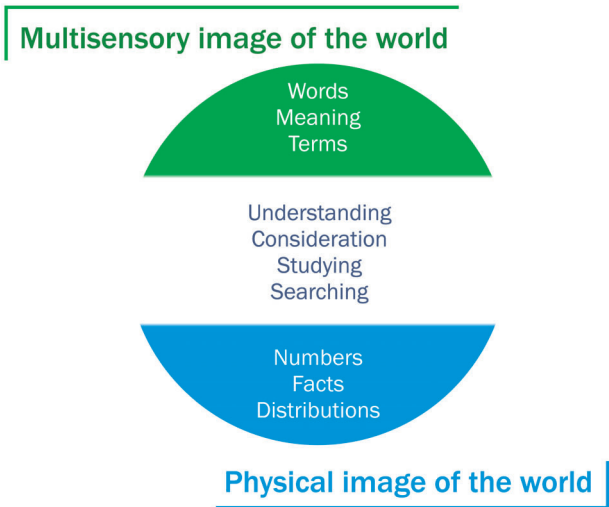 Multisensory image of the world
Words
Meaning
Terms
Understanding
Consideration
Studying
Searching
Numbers
Facts
Distributions
Physical image of the world